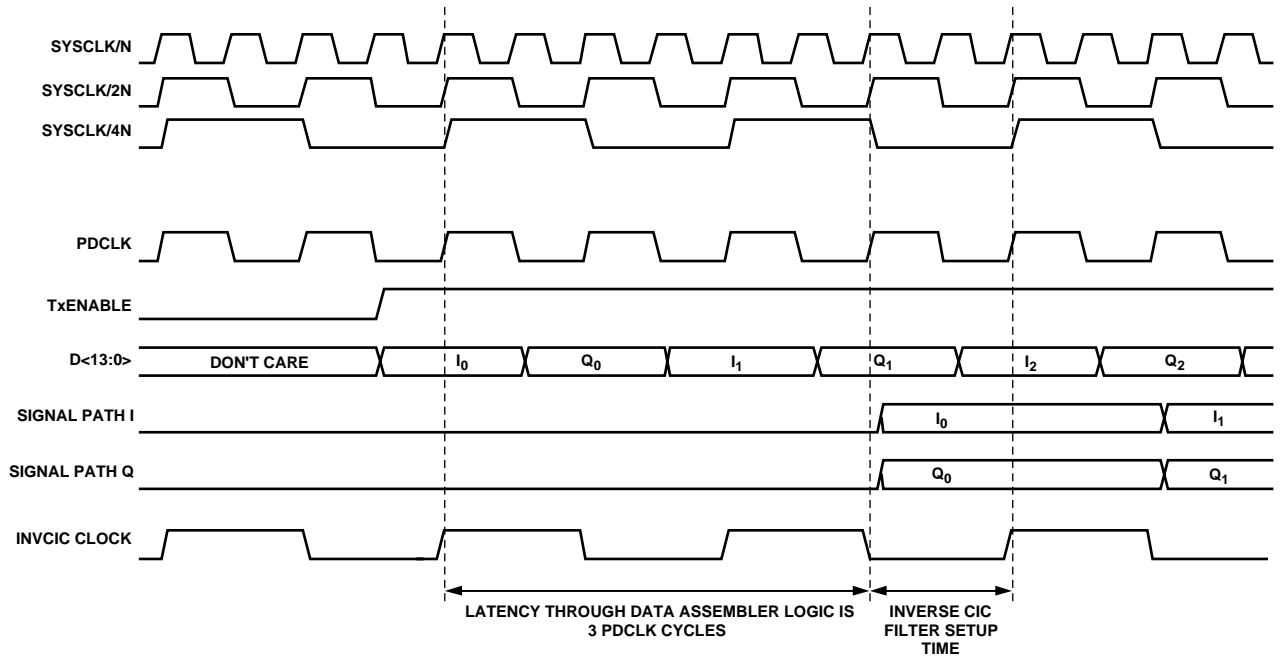 SYSCLK/N
SYSCLK/2N
SYSCLK/4N
PDCLK
TxENABLE
D<13:0> DON'T CARE I0 Q0 I1 Q1 I2 Q2
SIGNAL PATH I I0 I1
SIGNAL PATH Q Q0 Q1
INVCIC CLOCK
LATENCY THROUGH DATA ASSEMBLER LOGIC IS
3 PDCLK CYCLES
INVERSE CIC
FILTER SETUP
TIME